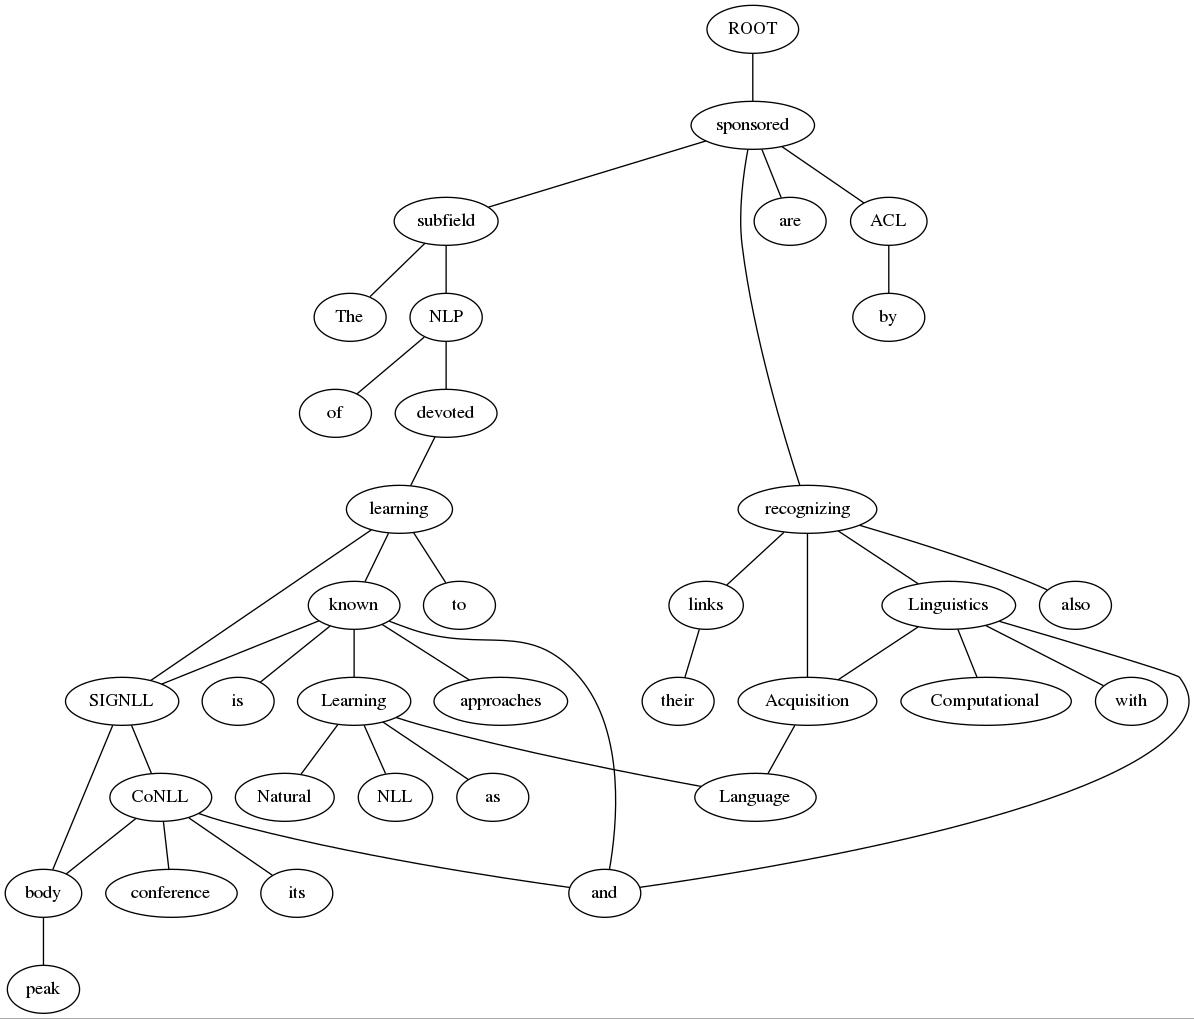 ROOT
sponsored
subfield
are
ACL
The
NLP
by
of
devoted
learning
recognizing
known
to
links
Linguistics
also
SIGNLL
is
Learning
approaches
their
Acquisition
Computational
with
CoNLL
Natural
NLL
as
Language
body
conference
its
and
peak